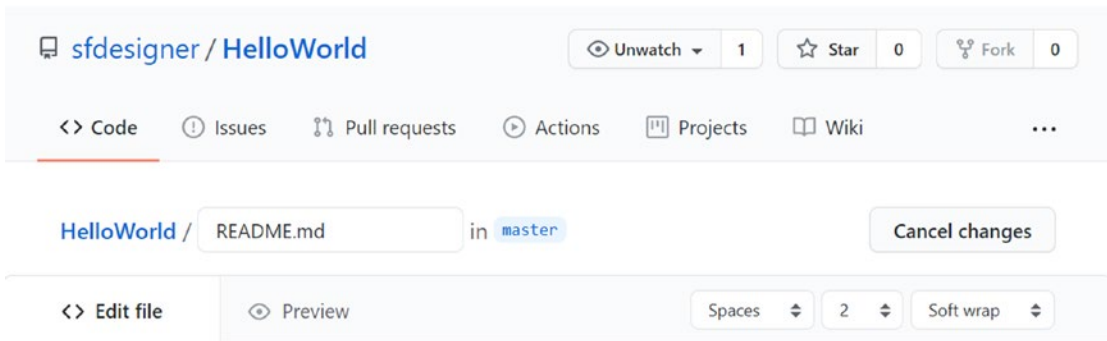 sfdesigner / HelloWorld Unwatch 1 Star 0 Fork 0
<> Code Issues Pull requests Actions Projects Wiki ...
HelloWorld / README.md in master Cancel changes
<> Edit file Preview Spaces 2 Soft wrap